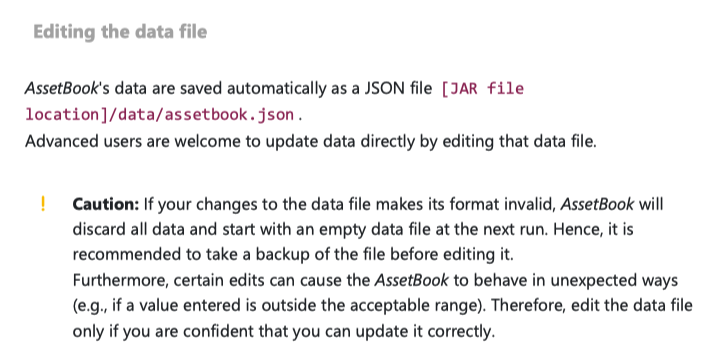 Editing the data file
AssetBook's data are saved automatically as a JSON file [JAR file
location]/data/assetbook.json.
Advanced users are welcome to update data directly by editing that data file.
! Caution: If your changes to the data file makes its format invalid, AssetBook will
discard all data and start with an empty data file at the next run. Hence, it is
recommended to take a backup of the file before editing it.
Furthermore, certain edits can cause the AssetBook to behave in unexpected ways
(e.g., if a value entered is outside the acceptable range). Therefore, edit the data file
only if you are confident that you can update it correctly.